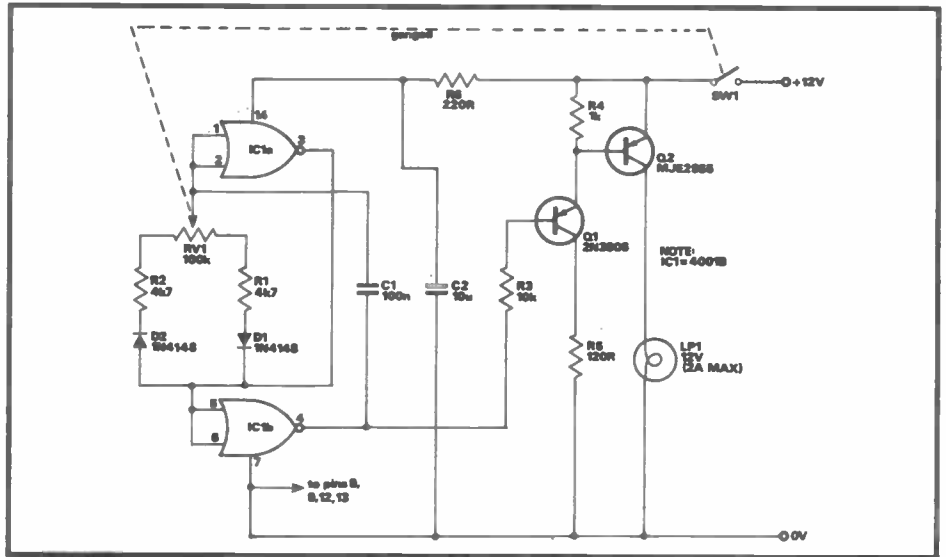 ganged
R6
220R
SW1
+12V
14
1
2
3
IC1a
R4
1k
Q2
MJE2955
Q1
2N3906
RV1
100k
R2
4k7
R1
4k7
C1
100n
C2
10u
R3
10k
NOTE:
IC1 = 4001B
D2
1N4148
D1
1N4148
R5
120R
LP1
12V
(2A MAX)
5
6
4
IC1b
7
to pins 8,
9,12,13
0V